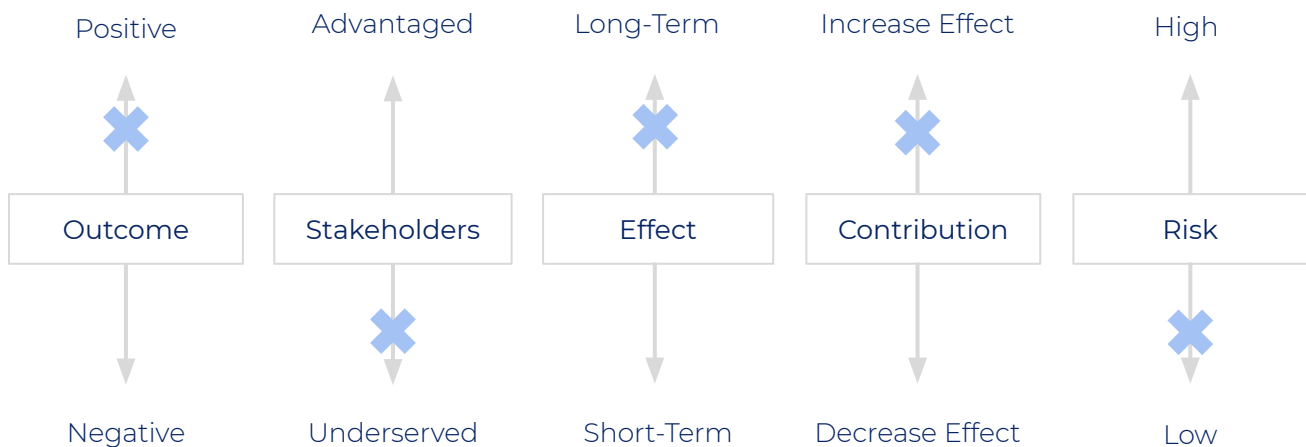 Positive
Advantaged
Long-Term
Increase Effect
High
Outcome
Stakeholders
Effect
Contribution
Risk
Negative
Underserved
Short-Term
Decrease Effect
Low